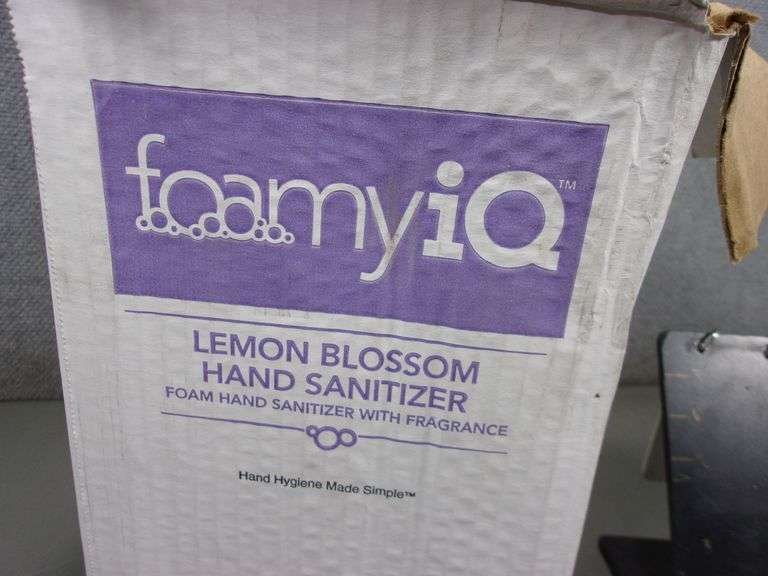 foamyiQ™
LEMON BLOSSOM
HAND SANITIZER
FOAM HAND SANITIZER WITH FRAGRANCE
Hand Hygiene Made Simple™